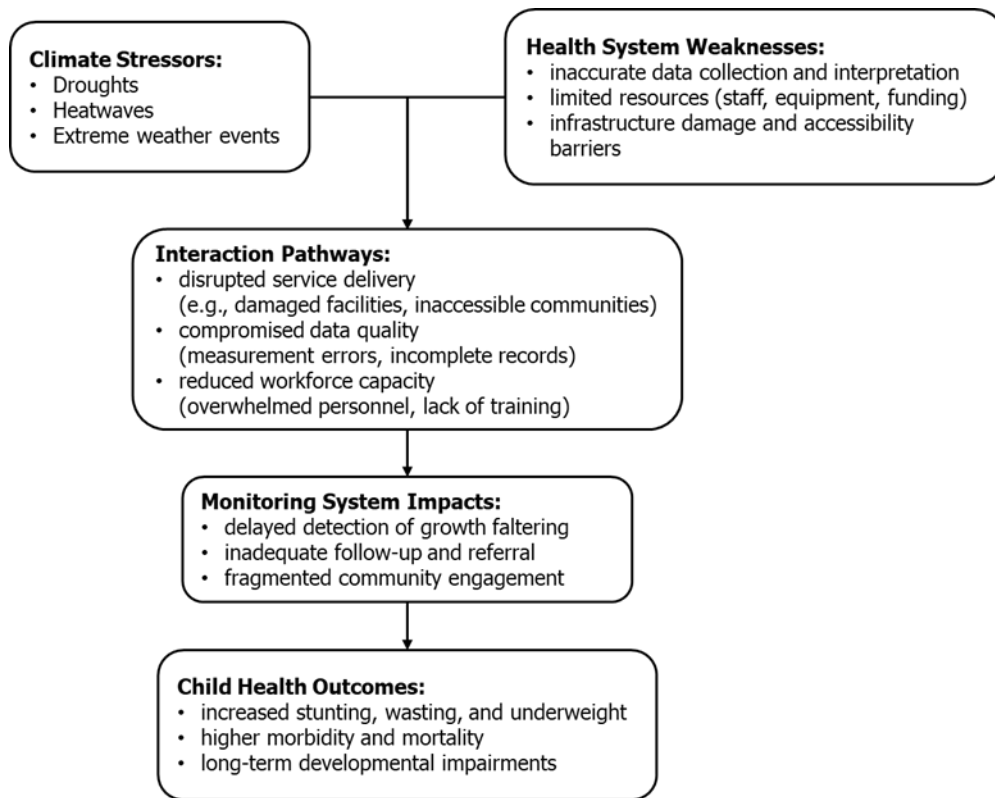 Climate Stressors:
• Droughts
• Heatwaves
• Extreme weather events
Health System Weaknesses:
• inaccurate data collection and interpretation
• limited resources (staff, equipment, funding)
• infrastructure damage and accessibility
barriers
Interaction Pathways:
• disrupted service delivery
(e.g., damaged facilities, inaccessible communities)
• compromised data quality
(measurement errors, incomplete records)
• reduced workforce capacity
(overwhelmed personnel, lack of training)
Monitoring System Impacts:
• delayed detection of growth faltering
• inadequate follow-up and referral
• fragmented community engagement
Child Health Outcomes:
• increased stunting, wasting, and underweight
• higher morbidity and mortality
• long-term developmental impairments